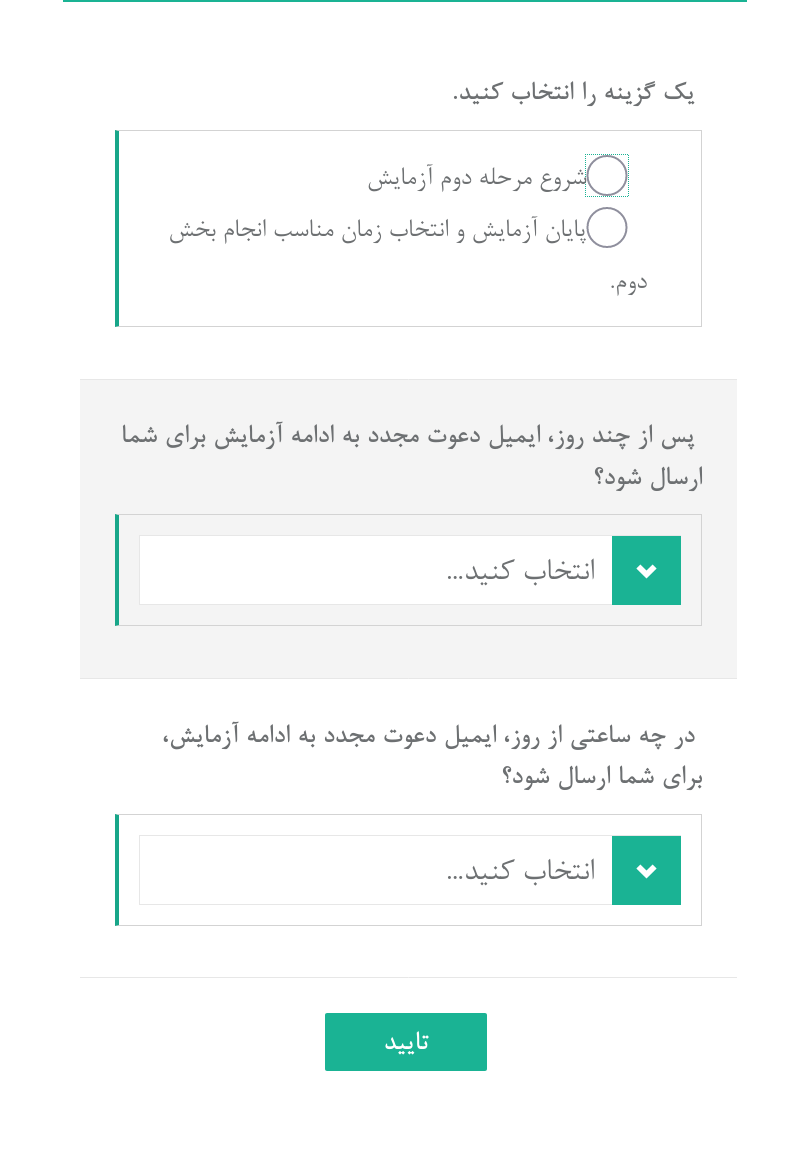 یک گزینه را انتخاب کنید.
شروع مرحله دوم آزمایش
پایان آزمایش و انتخاب زمان مناسب انجام بخش
دوم.
پس از چند روز، ایمیل دعوت مجدد به ادامه آزمایش برای شما
ارسال شود؟
انتخاب کنید...
در چه ساعتی از روز، ایمیل دعوت مجدد به ادامه آزمایش،
برای شما ارسال شود؟
انتخاب کنید...
تایید